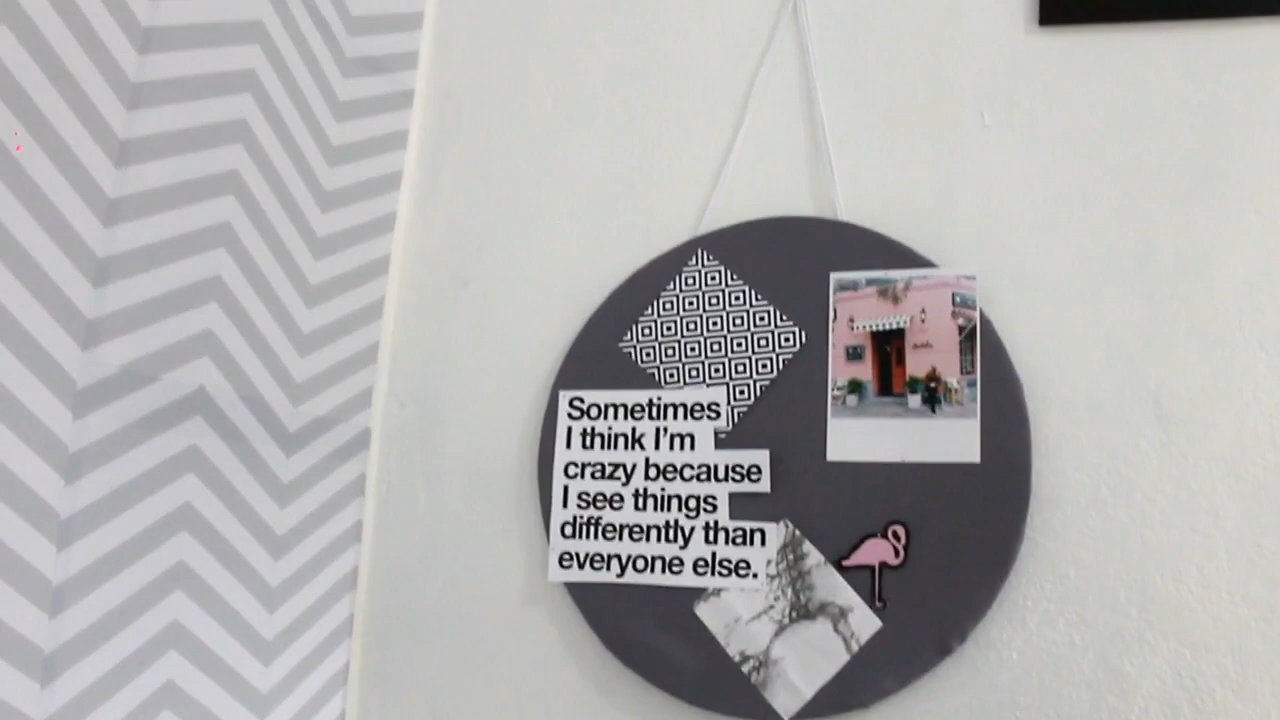 Sometimes
I think I'm
crazy because
I see things
differently than
everyone else.